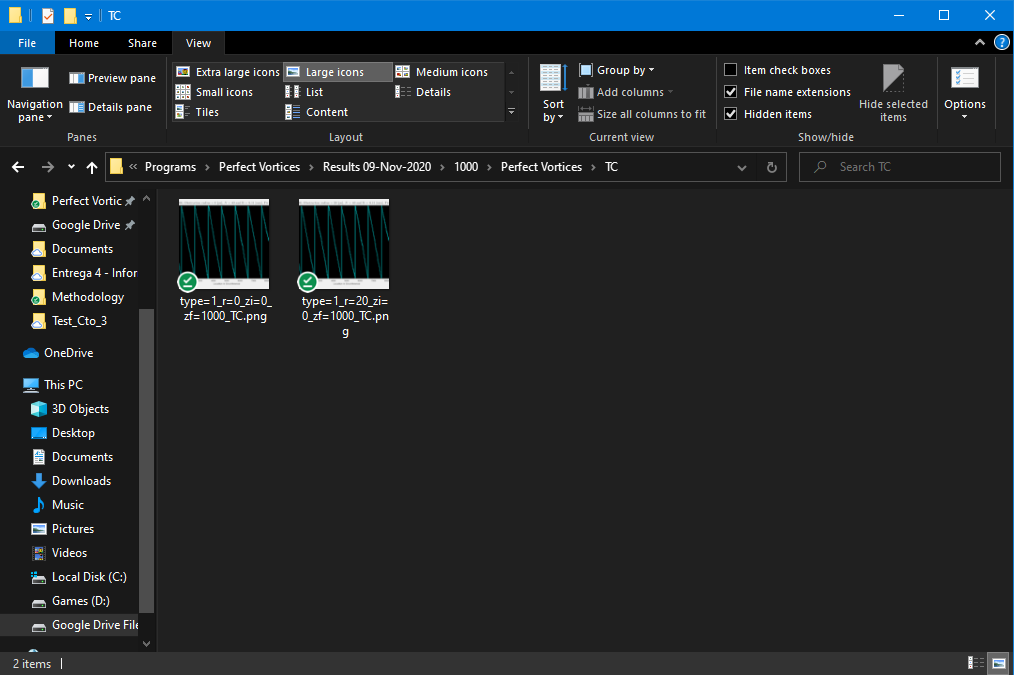 TC
File Home Share View
Navigation pane
Preview pane
Details pane
Panes
Extra large icons Large icons Medium icons
Small icons List Details
Tiles Content
Layout
Sort by
Group by
Add columns
Size all columns to fit
Current view
Item check boxes
File name extensions
Hidden items
Hide selected items
Show/hide
Options
« Programs › Perfect Vortices › Results 09-Nov-2020 › 1000 › Perfect Vortices › TC
Search TC
Perfect Vortic
Google Drive
Documents
Entrega 4 - Infor
Methodology
Test_Cto_3
OneDrive
This PC
3D Objects
Desktop
Documents
Downloads
Music
Pictures
Videos
Local Disk (C:)
Games (D:)
Google Drive File
type=1_r=0_zi=0_
zf=1000_TC.png
type=1_r=20_zi=
0_zf=1000_TC.pn
g
2 items